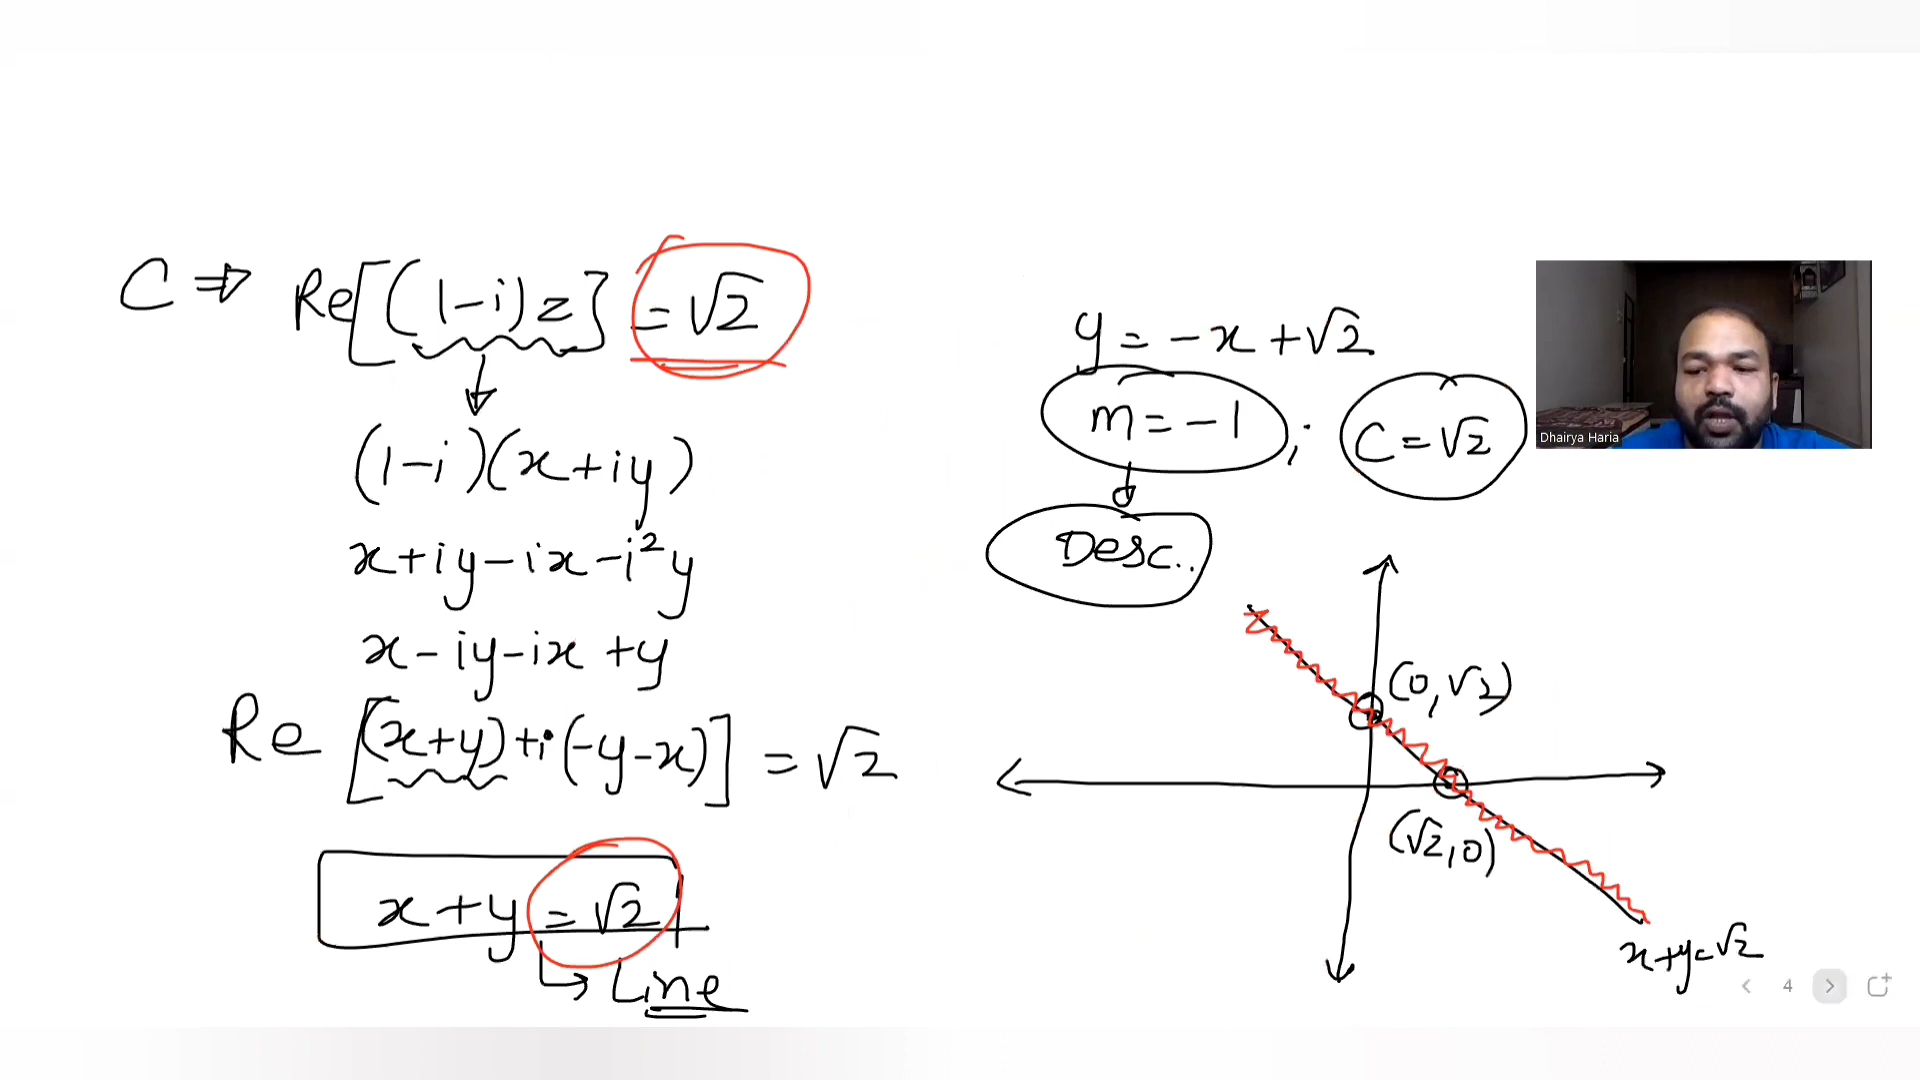 C ⇒ Re[(1-i)z] = √2
(1-i)(x+iy)
x+iy-ix-i²y
x-iy-ix+y
Re [(x+y)+i(-y-x)] = √2
x+y = √2
Line
y = -x+√2
m = -1 ; C = √2
Desc..
(0,√2)
(√2,0)
x+y=√2
Dhairya Haria
4